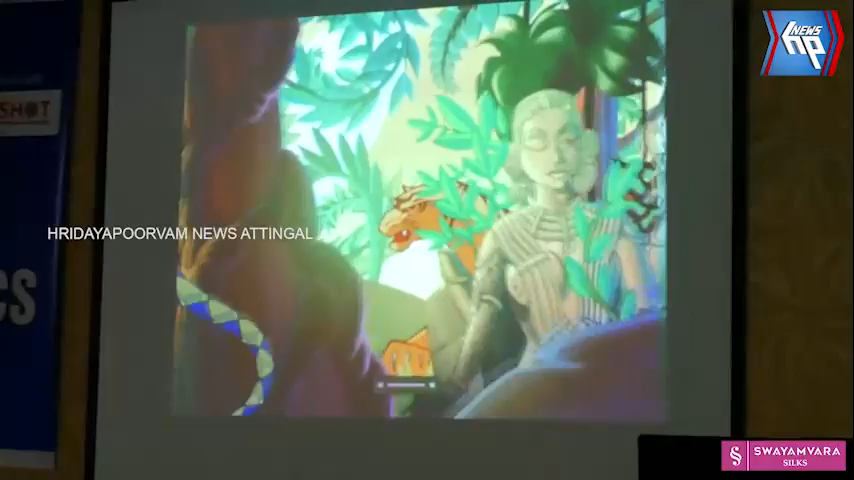 NEWS
hp
SHOT
HRIDAYAPOORVAM NEWS ATTINGAL
CS
SWAYAMVARA
SILKS